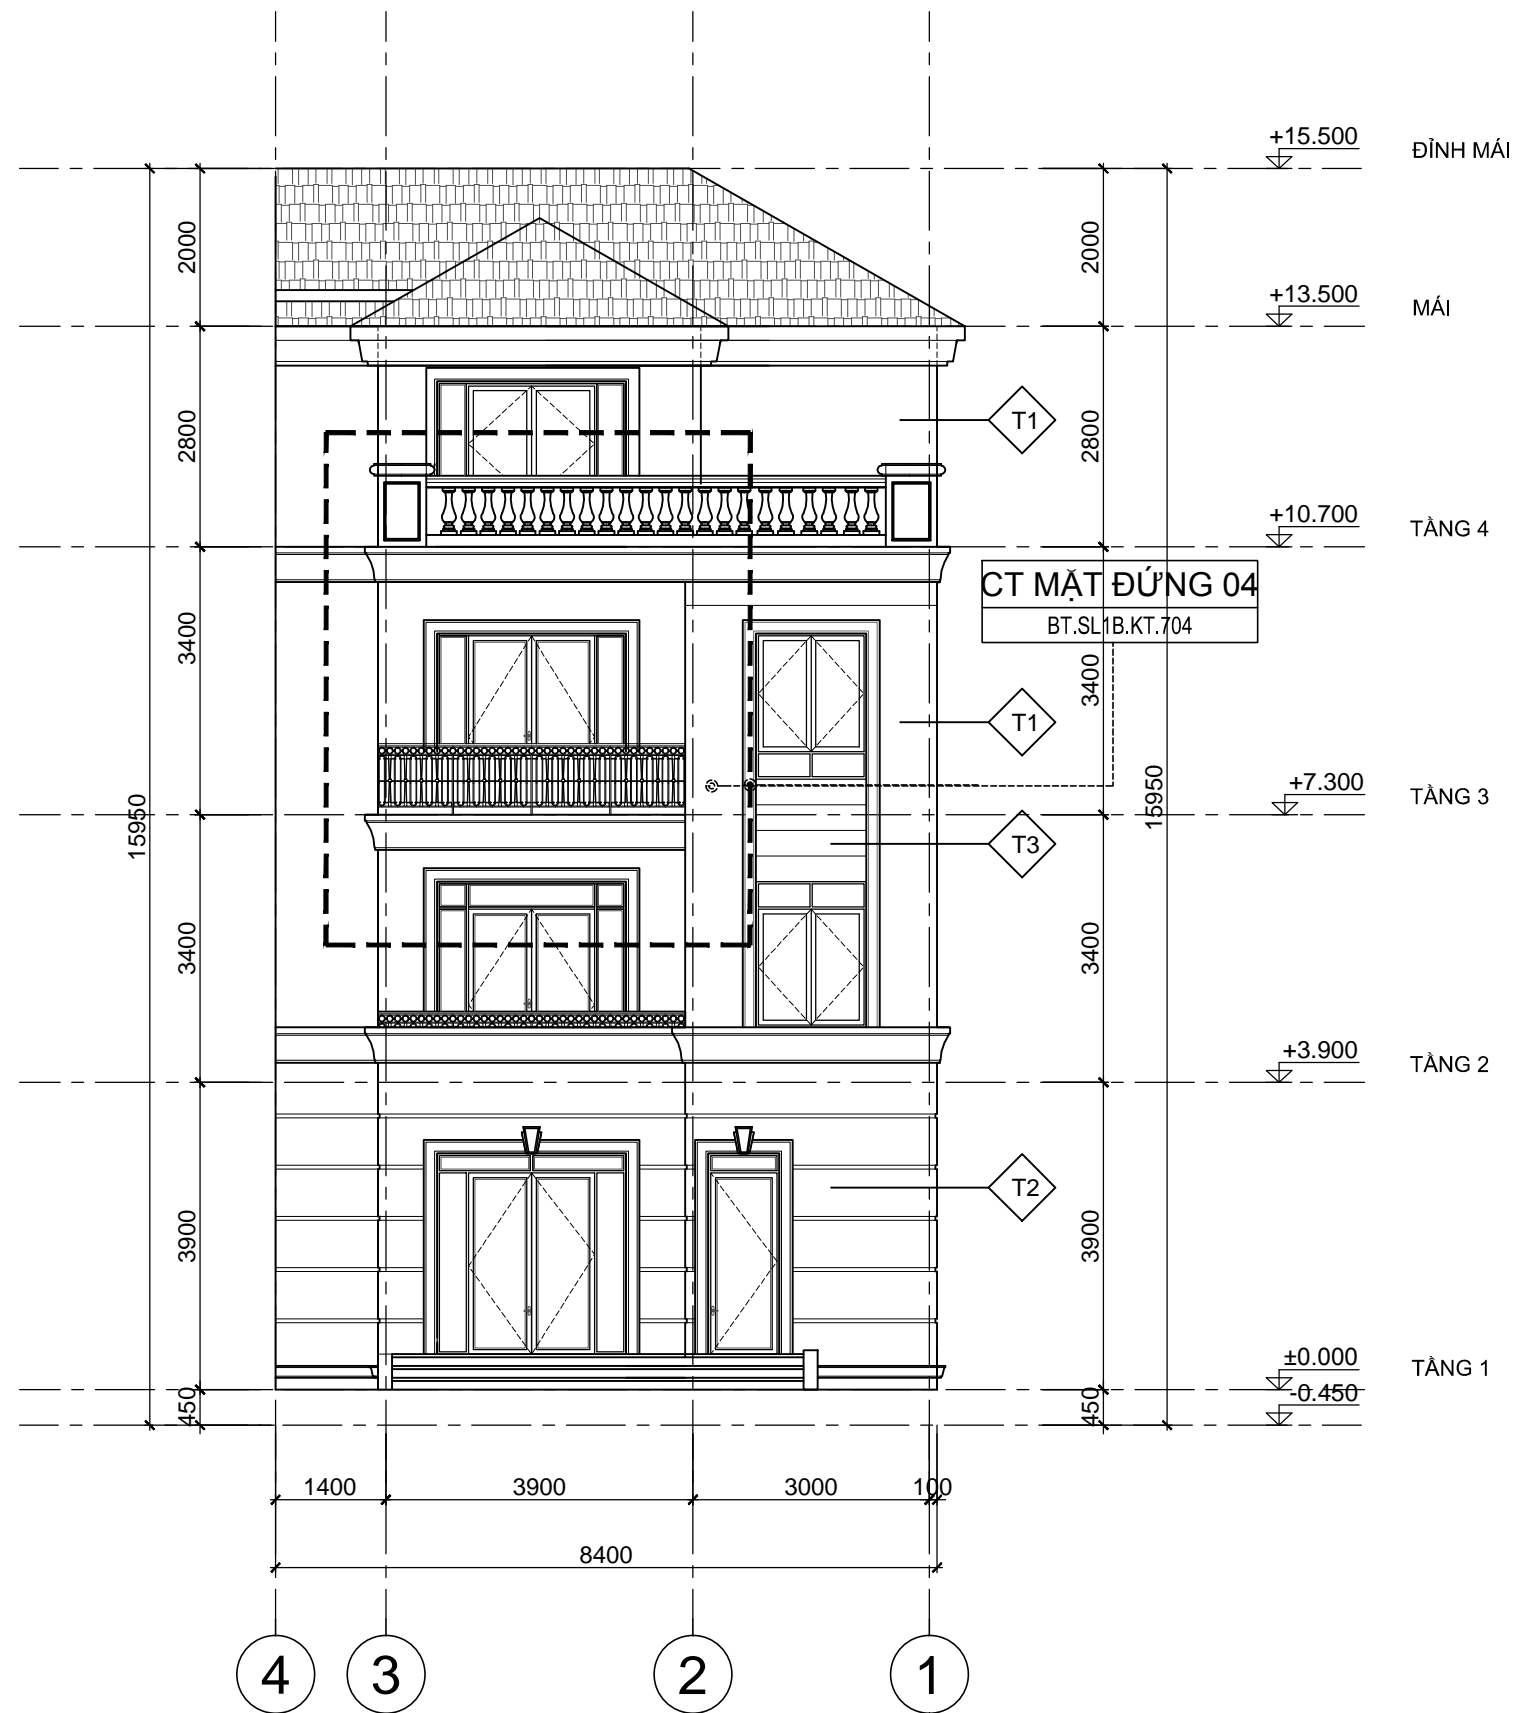 +15.500
ĐỈNH MÁI
2000
2000
+13.500
MÁI
2800
2800
T1
+10.700
TẦNG 4
CT MẶT ĐỨNG 04
BT.SL1B.KT.704
3400
3400
T1
+7.300
TẦNG 3
15950
15950
T3
3400
3400
+3.900
TẦNG 2
T2
3900
3900
±0.000
TẦNG 1
-0.450
450
450
1400
3900
3000
100
8400
4
3
2
1